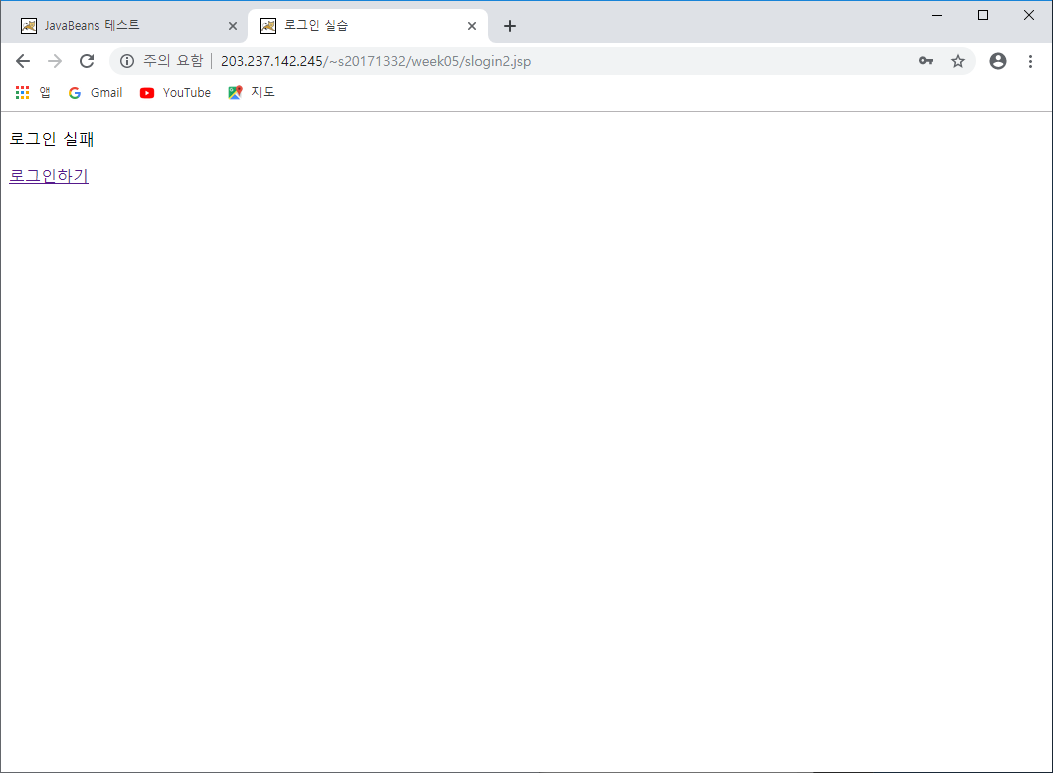 JavaBeans 테스트
로그인 실습
주의 요함 | 203.237.142.245/~s20171332/week05/slogin2.jsp
앱 Gmail YouTube 지도
로그인 실패
로그인하기